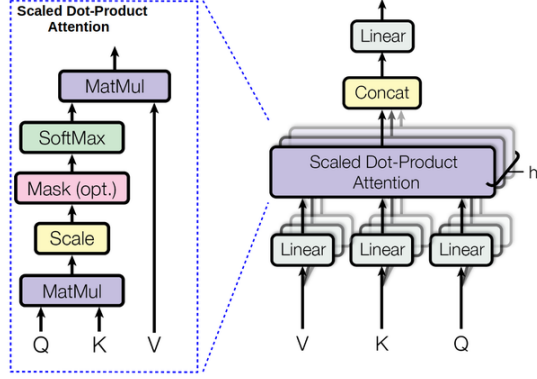 Scaled Dot-Product
Attention
MatMul
SoftMax
Mask (opt.)
Scale
MatMul
Q K V
Linear
Concat
Scaled Dot-Product
Attention
h
Linear Linear Linear
V K Q